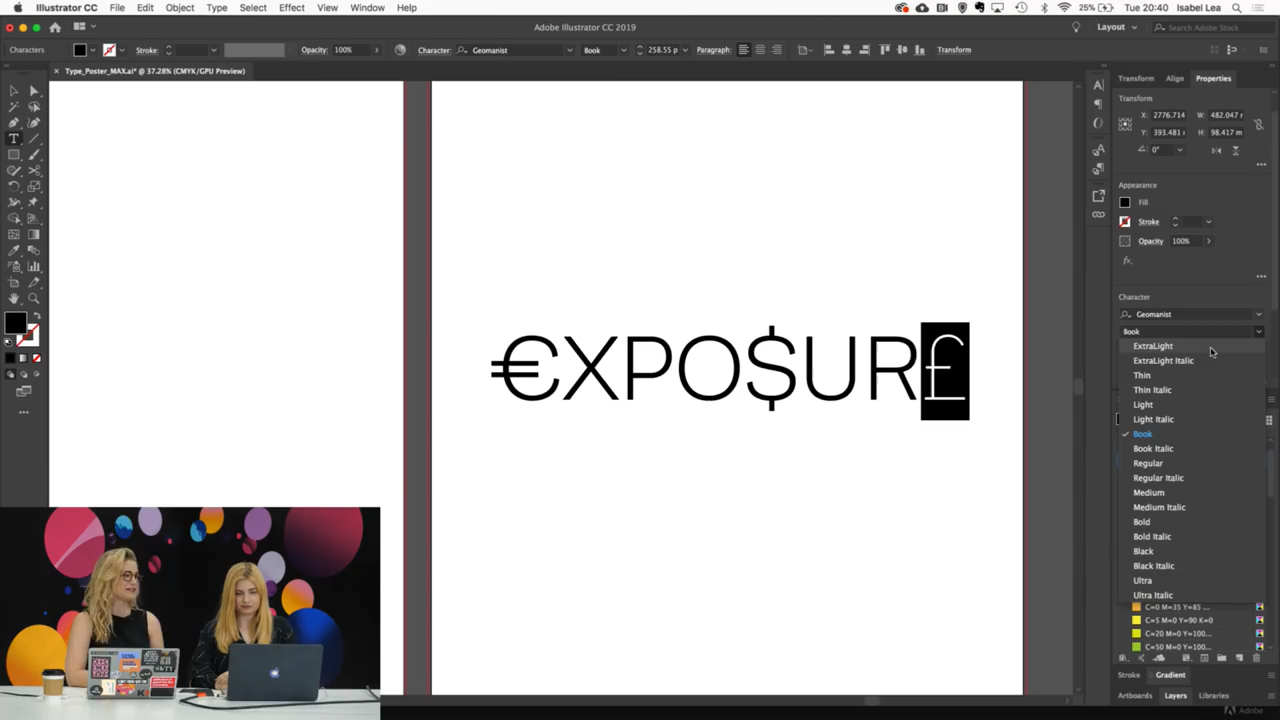 Illustrator CC File Edit Object Type Select Effect View Window Help
25% Tue 20:40 Isabel Lea
Adobe Illustrator CC 2019
Layout
Search Adobe Stock
Characters Stroke: Opacity: 100% Character: Geomanist Book 258.55 p Paragraph: Transform
Type_Poster_MAX.ai* @ 37.28% (CMYK/GPU Preview)
Transform Align Properties
Transform
X: 2776.714 W: 482.047
Y: 393.481 H: 98.417 m
0°
Appearance
Fill
Stroke
Opacity 100%
fx
Character
Geomanist
Book
ExtraLight
ExtraLight Italic
Thin
Thin Italic
Light
Light Italic
Book
Book Italic
Regular
Regular Italic
Medium
Medium Italic
Bold
Bold Italic
Black
Black Italic
Ultra
Ultra Italic
€XPO$UR£
C=0 M=35 Y=85 ...
C=5 M=0 Y=90 K=0
C=20 M=0 Y=100...
C=50 M=0 Y=100...
Stroke Gradient
Artboards Layers Libraries
Adobe